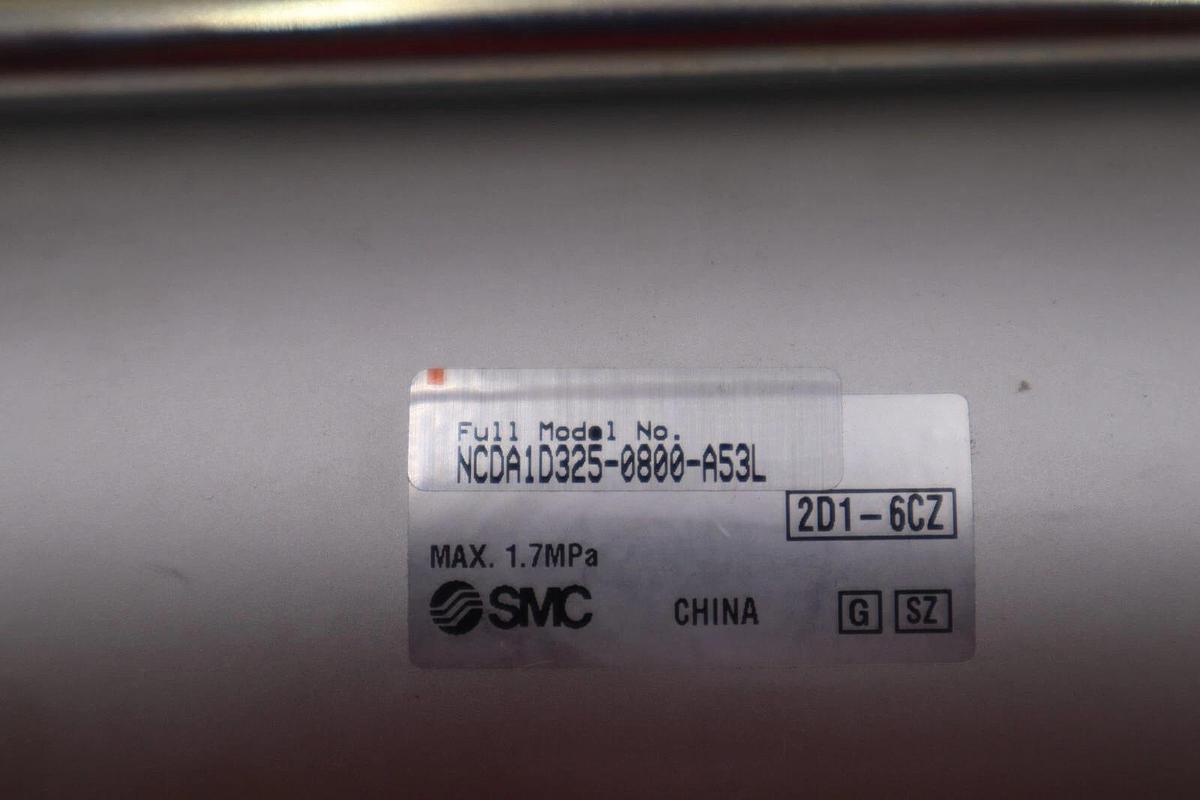 Full Model No.
NCDA1D325-0800-A53L
2D1-6CZ
MAX. 1.7MPa
SMC CHINA G SZ